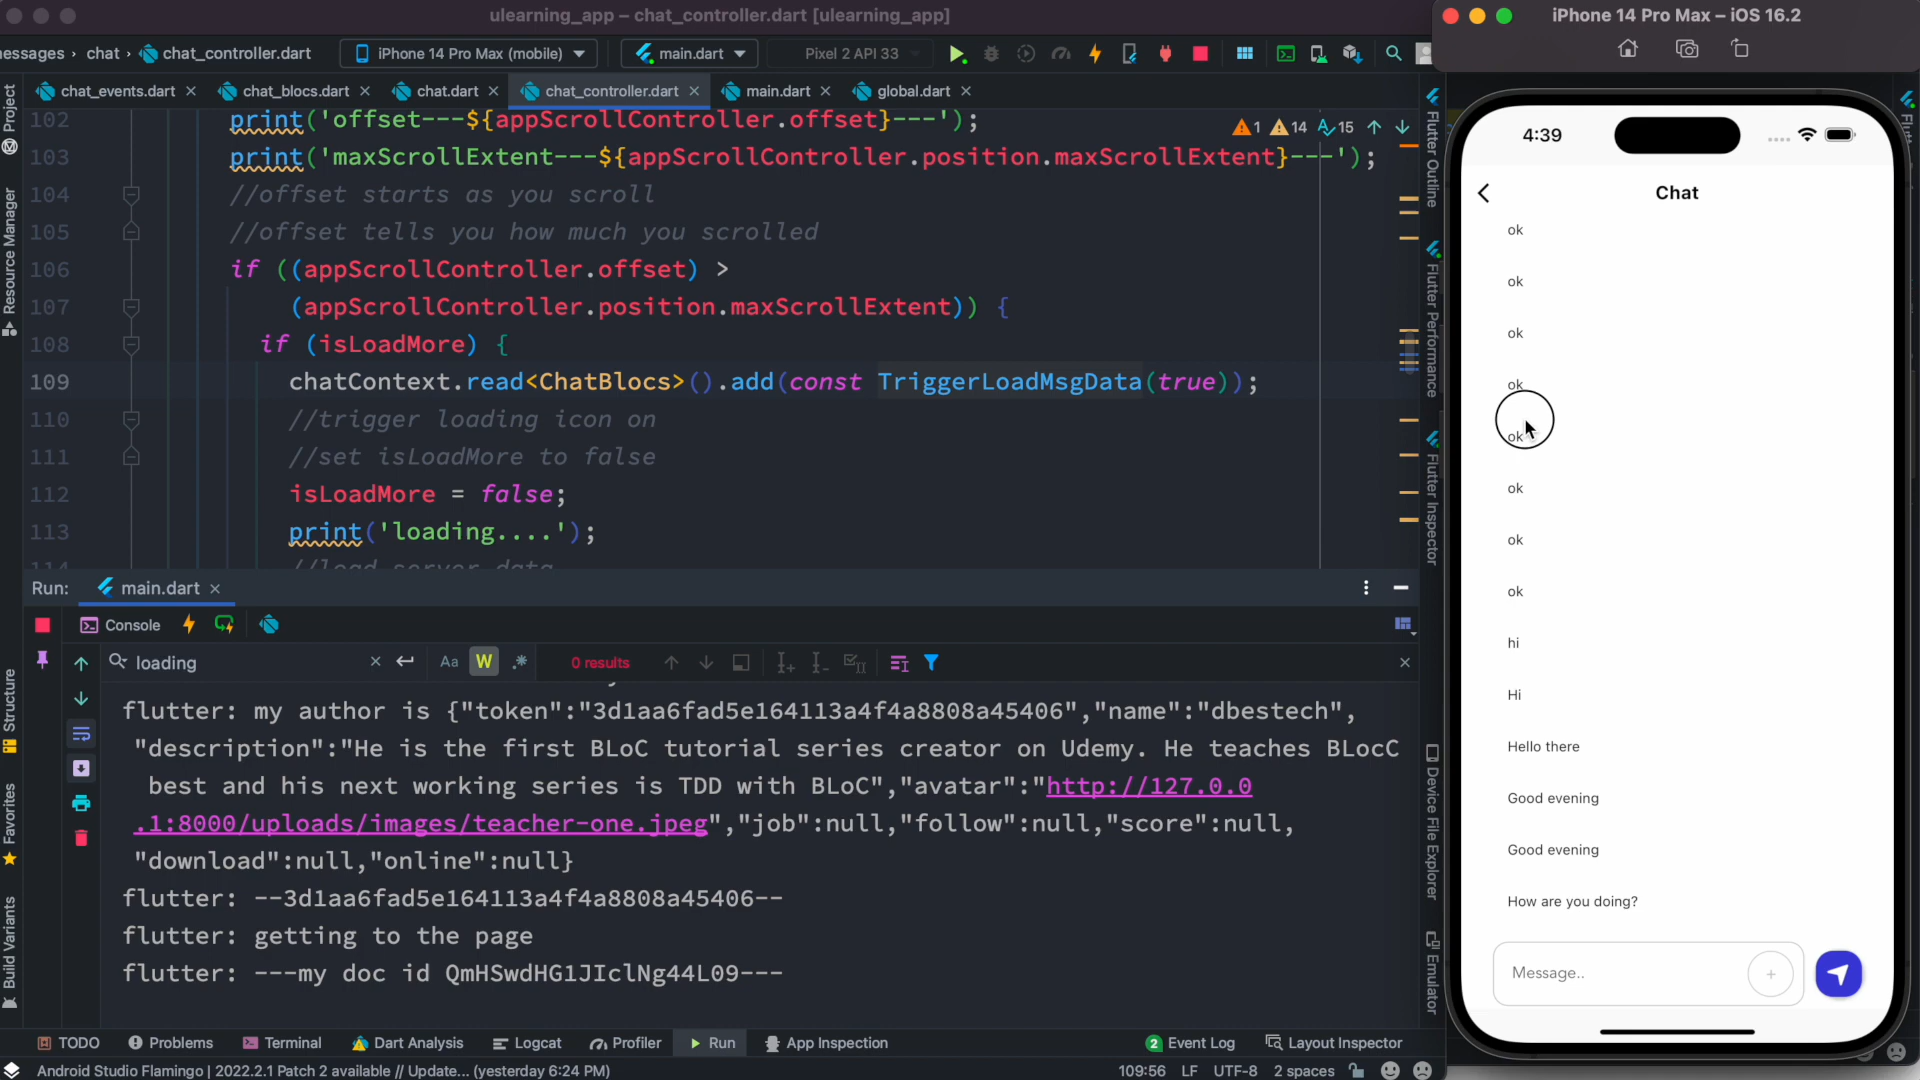 ulearning_app – chat_controller.dart [ulearning_app]
essages › chat › chat_controller.dart
iPhone 14 Pro Max (mobile)
main.dart
Pixel 2 API 33
chat_events.dart
chat_blocs.dart
chat.dart
chat_controller.dart
main.dart
global.dart
102 print('offset---${appScrollController.offset}---');
1 14 15
103 print('maxScrollExtent---${appScrollController.position.maxScrollExtent}---');
104 //offset starts as you scroll
105 //offset tells you how much you scrolled
106 if ((appScrollController.offset) >
107 (appScrollController.position.maxScrollExtent)) {
108 if (isLoadMore) {
109 chatContext.read<ChatBlocs>().add(const TriggerLoadMsgData(true));
110 //trigger loading icon on
111 //set isLoadMore to false
112 isLoadMore = false;
113 print('loading....');
114 //load server data
Run: main.dart
Console
loading
Aa W .* 0 results
flutter: my author is {"token":"3d1aa6fad5e164113a4f4a8808a45406","name":"dbestech",
"description":"He is the first BLoC tutorial series creator on Udemy. He teaches BLocC
best and his next working series is TDD with BLoC","avatar":"http://127.0.0
.1:8000/uploads/images/teacher-one.jpeg","job":null,"follow":null,"score":null,
"download":null,"online":null}
flutter: --3d1aa6fad5e164113a4f4a8808a45406--
flutter: getting to the page
flutter: ---my doc id QmHSwdHG1JIclNg44L09---
TODO
Problems
Terminal
Dart Analysis
Logcat
Profiler
Run
App Inspection
2 Event Log
Layout Inspector
Android Studio Flamingo | 2022.2.1 Patch 2 available // Update... (yesterday 6:24 PM)
109:56 LF UTF-8 2 spaces
Project
Resource Manager
Structure
Favorites
Build Variants
Flutter Outline
Flutter Performance
Flutter Inspector
Device File Explorer
Emulator
iPhone 14 Pro Max – iOS 16.2
4:39
Chat
ok
ok
ok
ok
ok
ok
ok
ok
hi
Hi
Hello there
Good evening
Good evening
How are you doing?
Message..